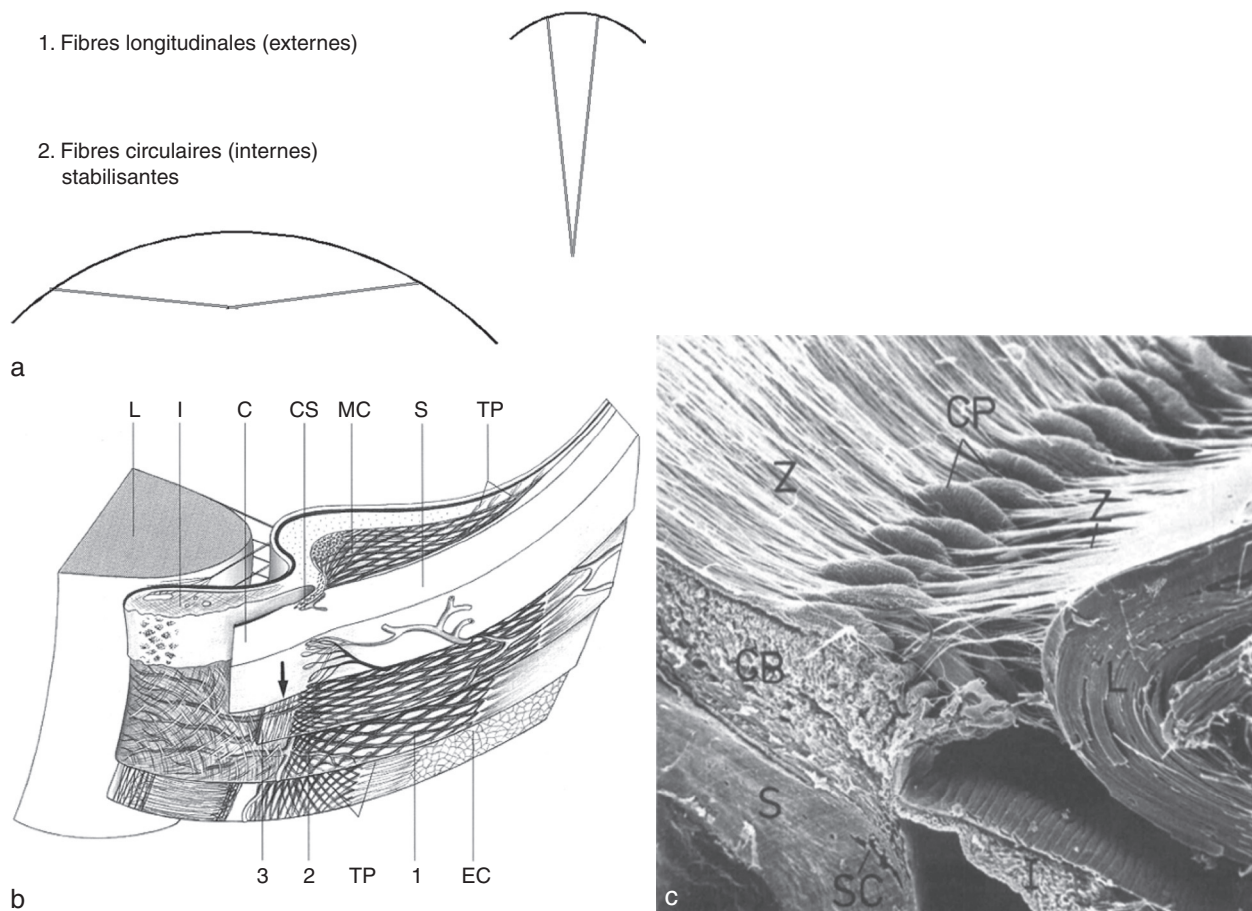 1. Fibres longitudinales (externes)
2. Fibres circulaires (internes)
stabilisantes
a
L I C CS MC S TP
3 2 TP 1 EC
b
CP
Z
Z
CB
L
S
SC
I
c